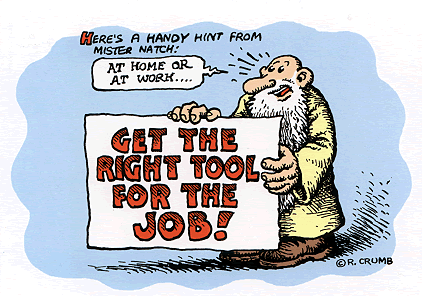 HERE'S A HANDY HINT FROM
MISTER NATCH:
AT HOME OR
AT WORK....
GET THE
RIGHT TOOL
FOR THE
JOB!
©R. CRUMB